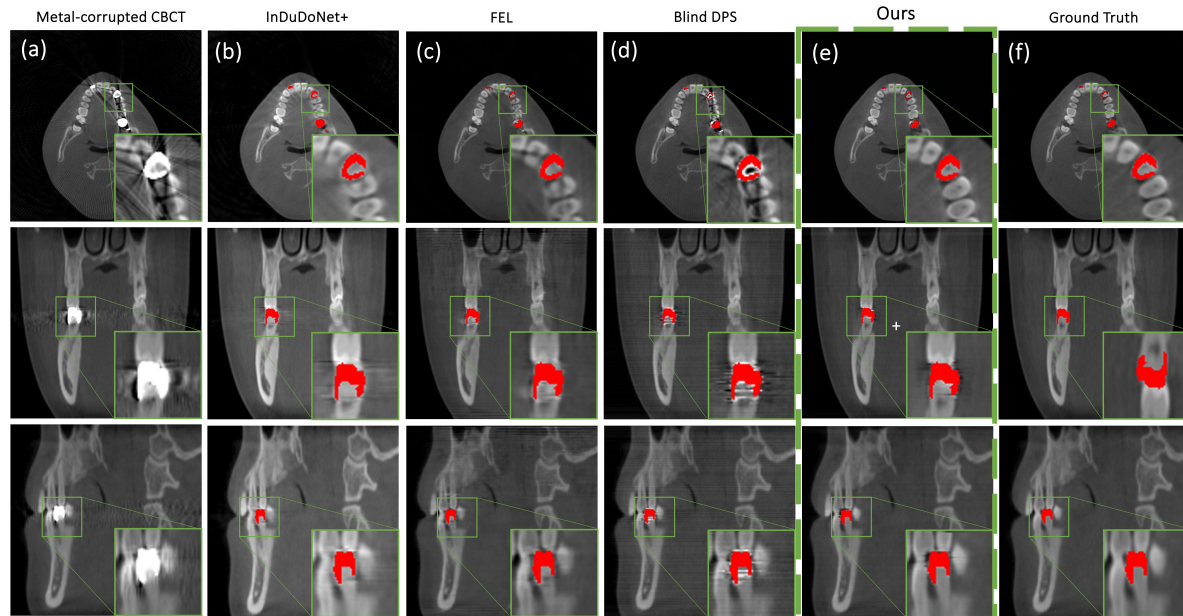 Metal-corrupted CBCT InDuDoNet+ FEL Blind DPS Ours Ground Truth
(a) (b) (c) (d) (e) (f)